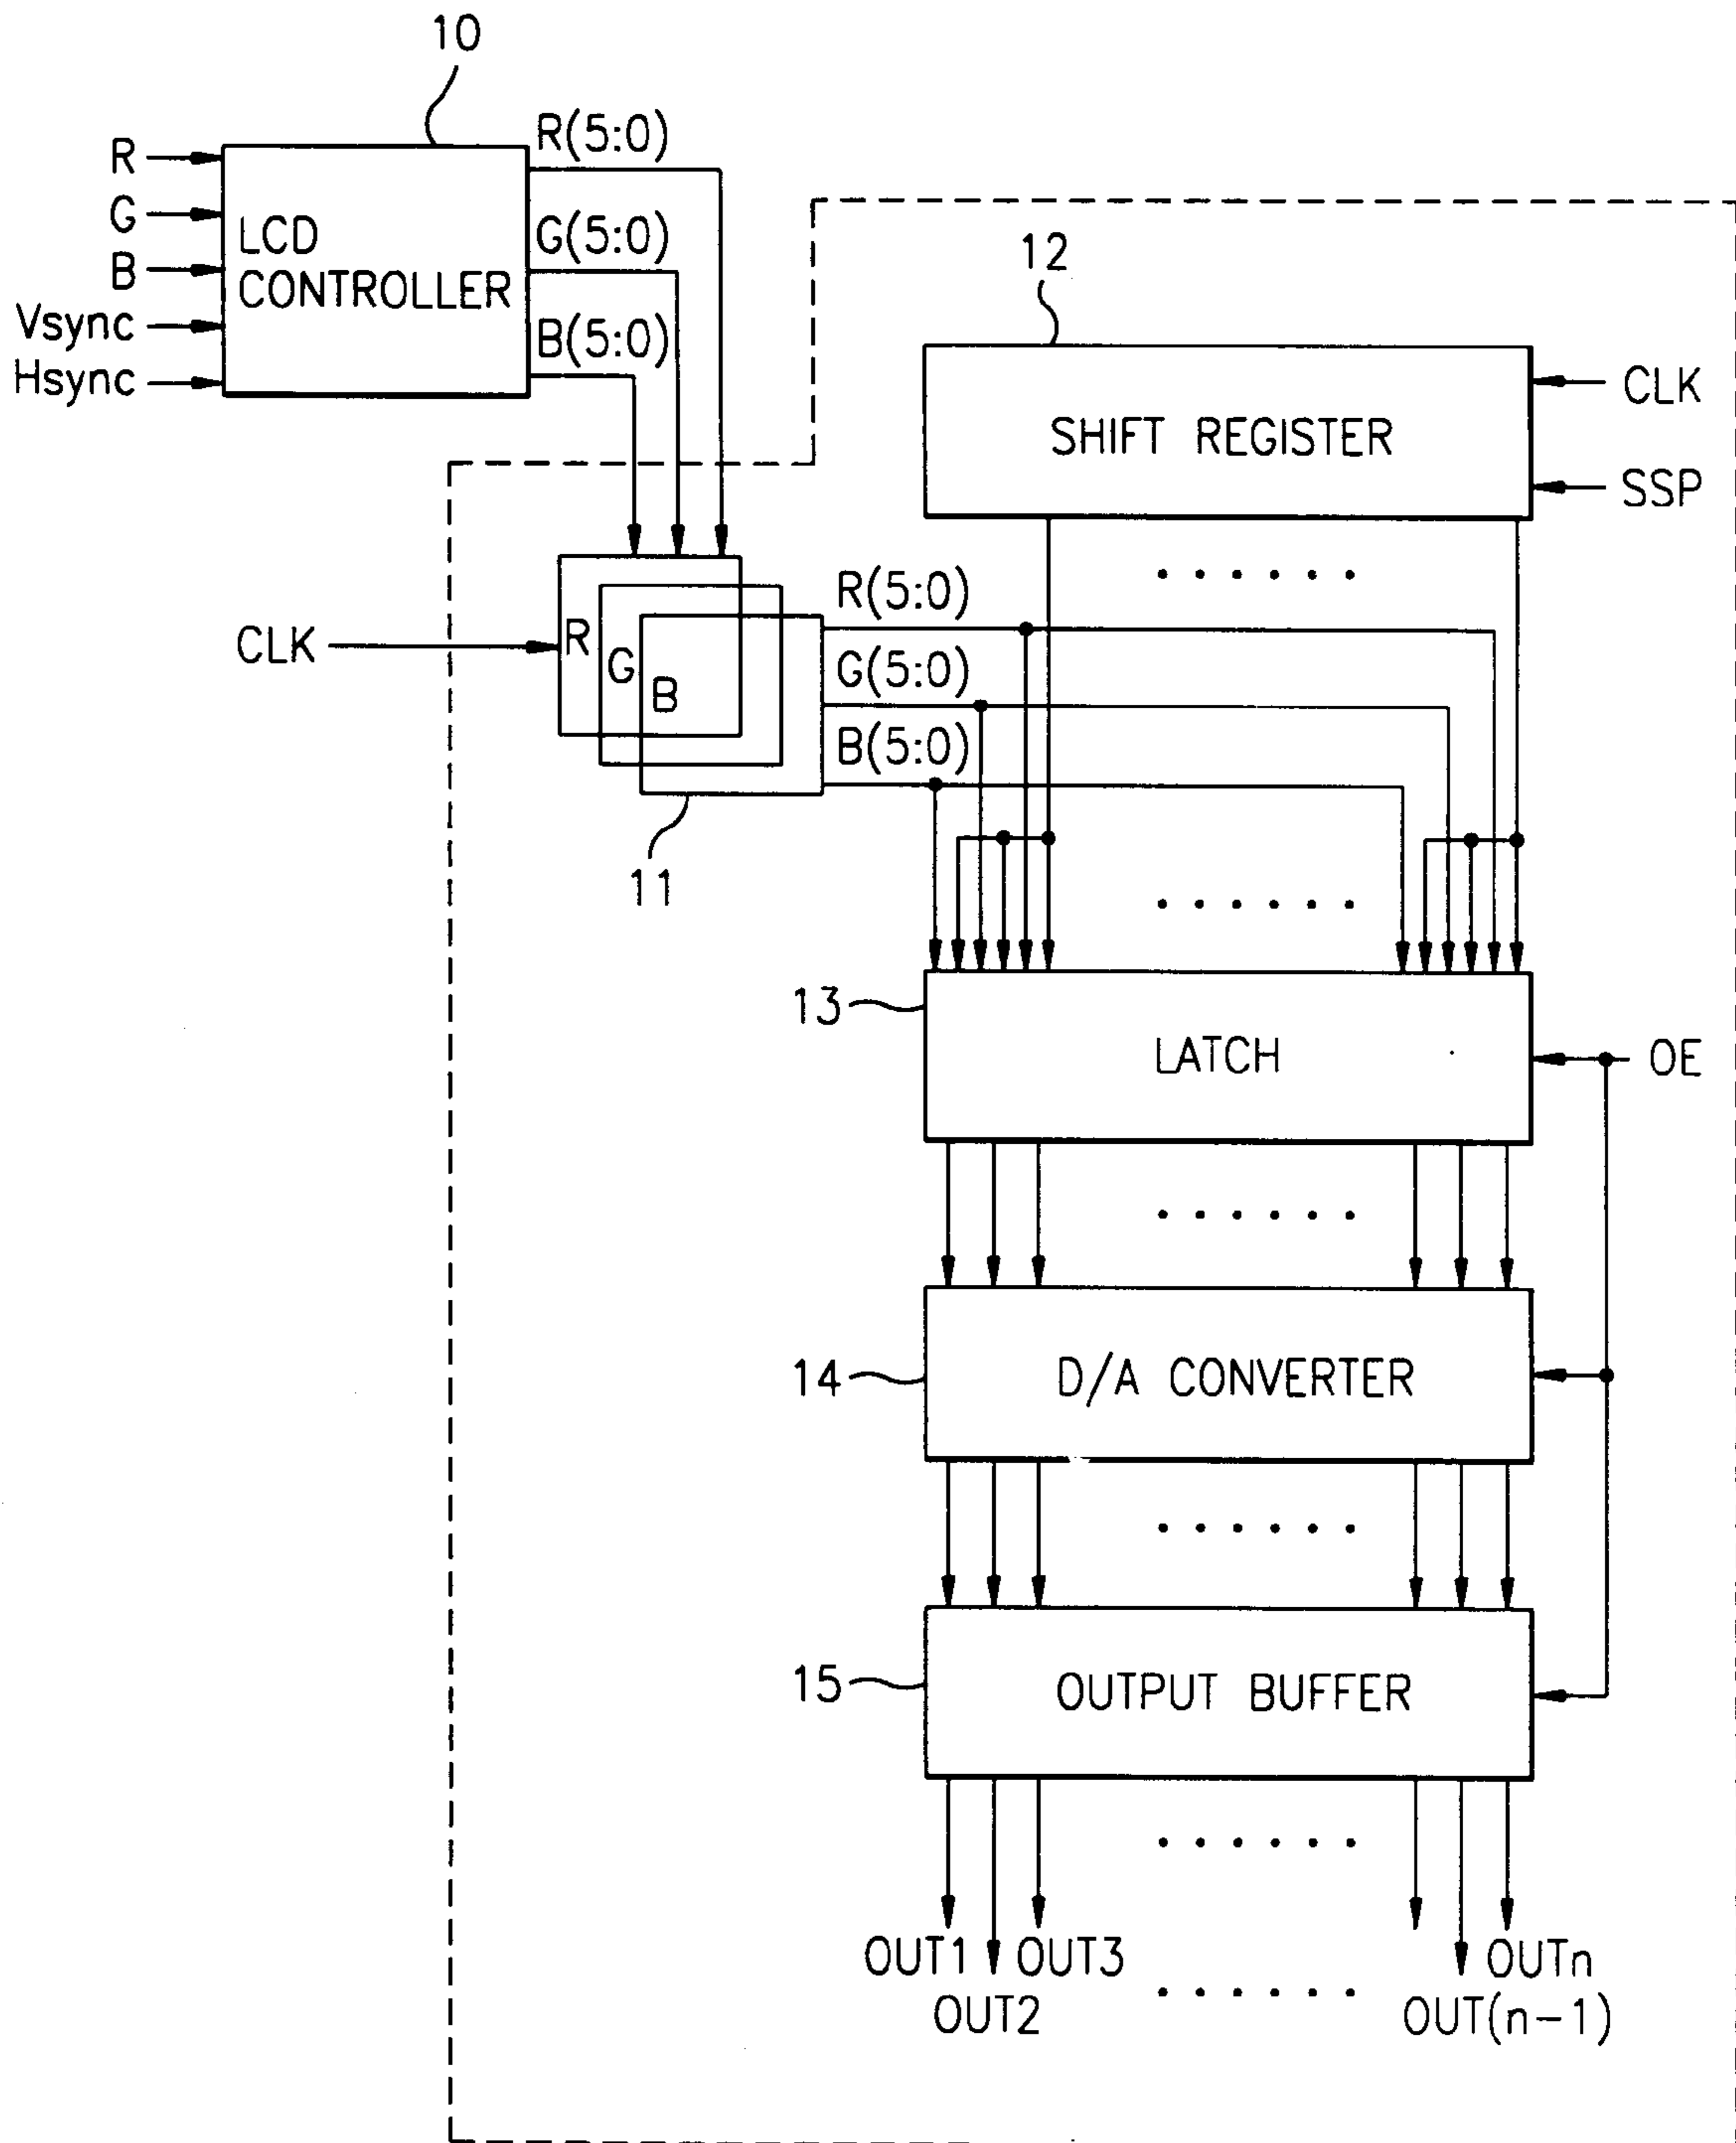 10
R
G
B
Vsync
Hsync
LCD
CONTROLLER
R(5:0)
G(5:0)
B(5:0)
12
SHIFT REGISTER
CLK
SSP
CLK
R
G
B
11
R(5:0)
G(5:0)
B(5:0)
13
LATCH
OE
14
D/A CONVERTER
15
OUTPUT BUFFER
OUT1
OUT3
OUT2
OUTn
OUT(n-1)